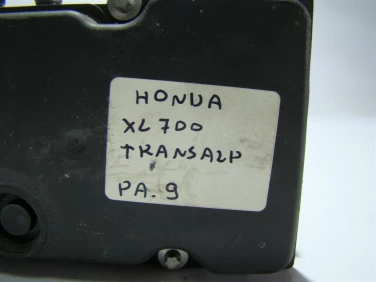 HONDA
XL 700
TRANSALP
PA. 9